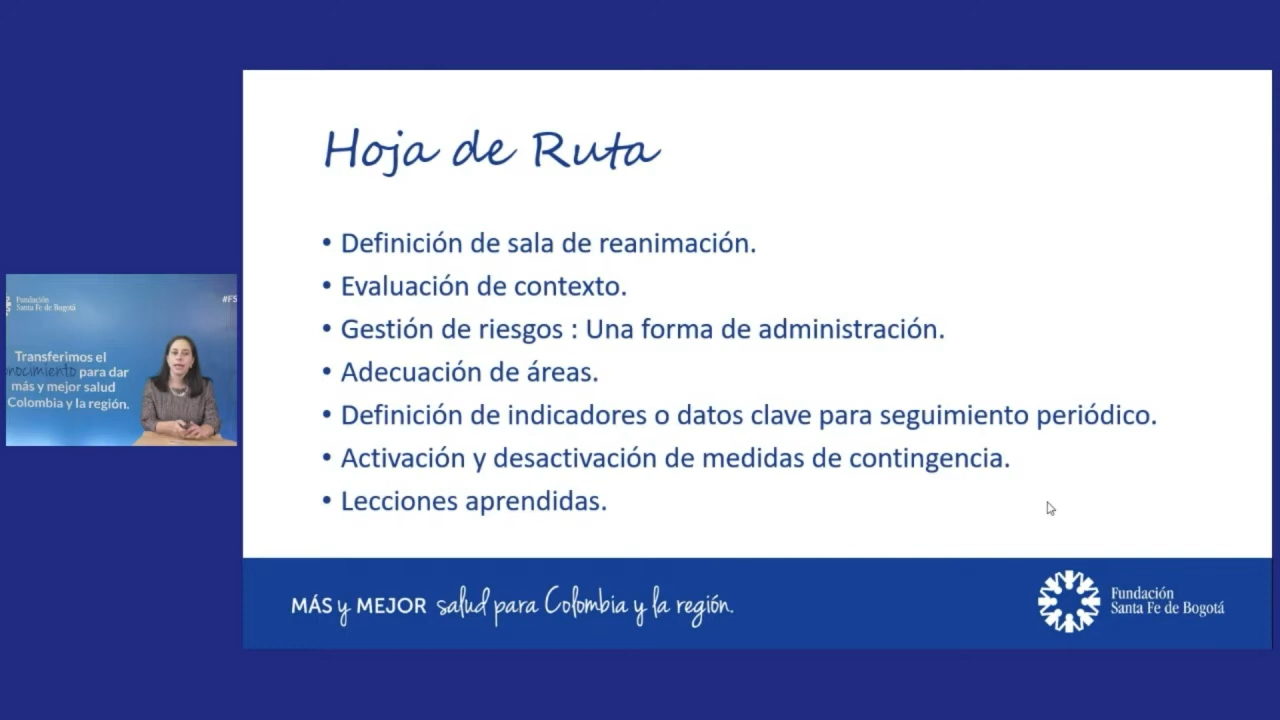 Hoja de Ruta
• Definición de sala de reanimación.
• Evaluación de contexto.
• Gestión de riesgos : Una forma de administración.
• Adecuación de áreas.
• Definición de indicadores o datos clave para seguimiento periódico.
• Activación y desactivación de medidas de contingencia.
• Lecciones aprendidas.
MÁS y MEJOR salud para Colombia y la región.
Fundación
Santa Fe de Bogotá
Fundación
Santa Fe de Bogotá
#FS
Transferimos el
onocimiento para dar
más y mejor salud
Colombia y la región.